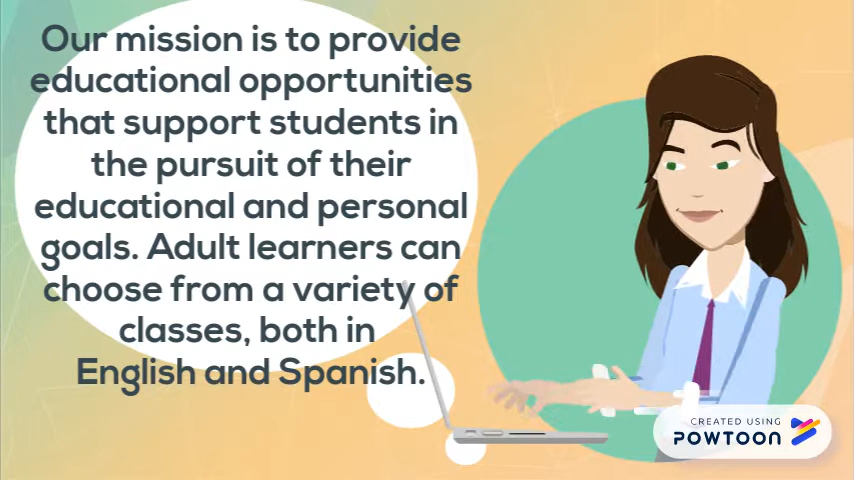 Our mission is to provide
educational opportunities
that support students in
the pursuit of their
educational and personal
goals. Adult learners can
choose from a variety of
classes, both in
English and Spanish.
CREATED USING
POWTOON